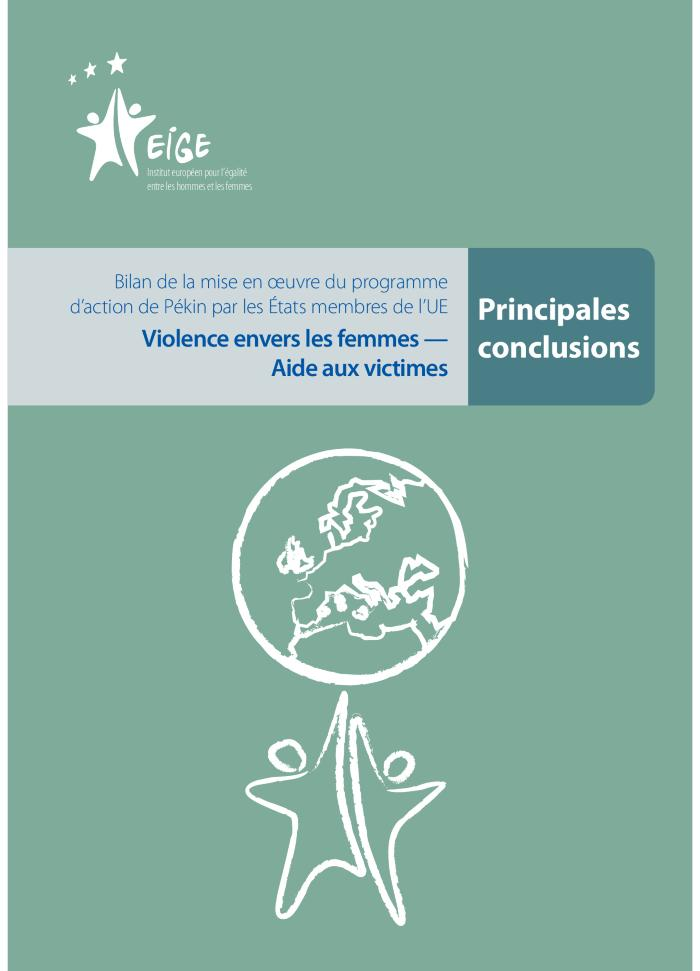 EIGE
Institut européen pour l'égalité
entre les hommes et les femmes
Bilan de la mise en œuvre du programme
d'action de Pékin par les États membres de l'UE
Violence envers les femmes —
Aide aux victimes
Principales
conclusions